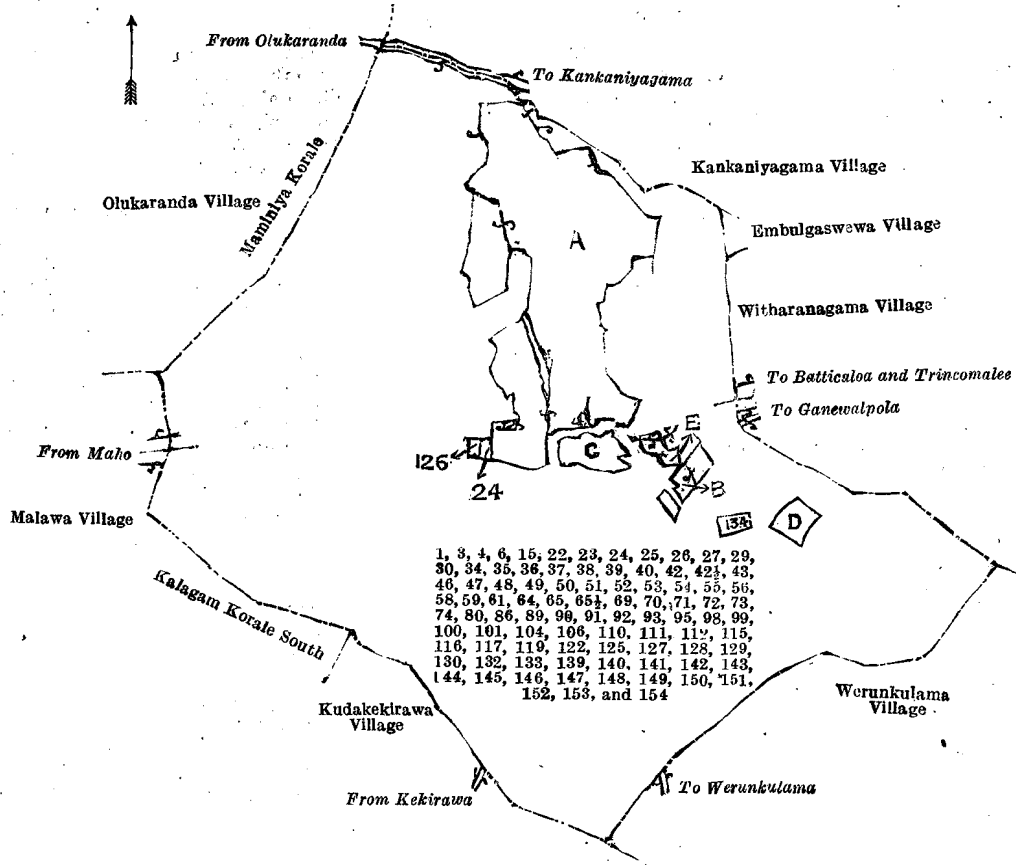 From Olukaranda
To Kankaniyagama
Kankaniyagama Village
Olukaranda Village
Maminiya Korale
Embulgaswewa Village
A
Witharanagama Village
To Batticaloa and Trincomalee
To Ganewalpola
From Maho
126
24
C
E
B
134
D
Malawa Village
Kalagam Korale South
1, 3, 4, 6, 15, 22, 23, 24, 25, 26, 27, 29,
30, 34, 35, 36, 37, 38, 39, 40, 42, 42½, 43,
46, 47, 48, 49, 50, 51, 52, 53, 54, 55, 56,
58, 59, 61, 64, 65, 65½, 69, 70, 71, 72, 73,
74, 80, 86, 89, 90, 91, 92, 93, 95, 98, 99,
100, 101, 104, 106, 110, 111, 112, 115,
116, 117, 119, 122, 125, 127, 128, 129,
130, 132, 133, 139, 140, 141, 142, 143,
144, 145, 146, 147, 148, 149, 150, 151,
152, 153, and 154
Kudakekirawa
Village
Werunkulama
Village
From Kekirawa
To Werunkulama